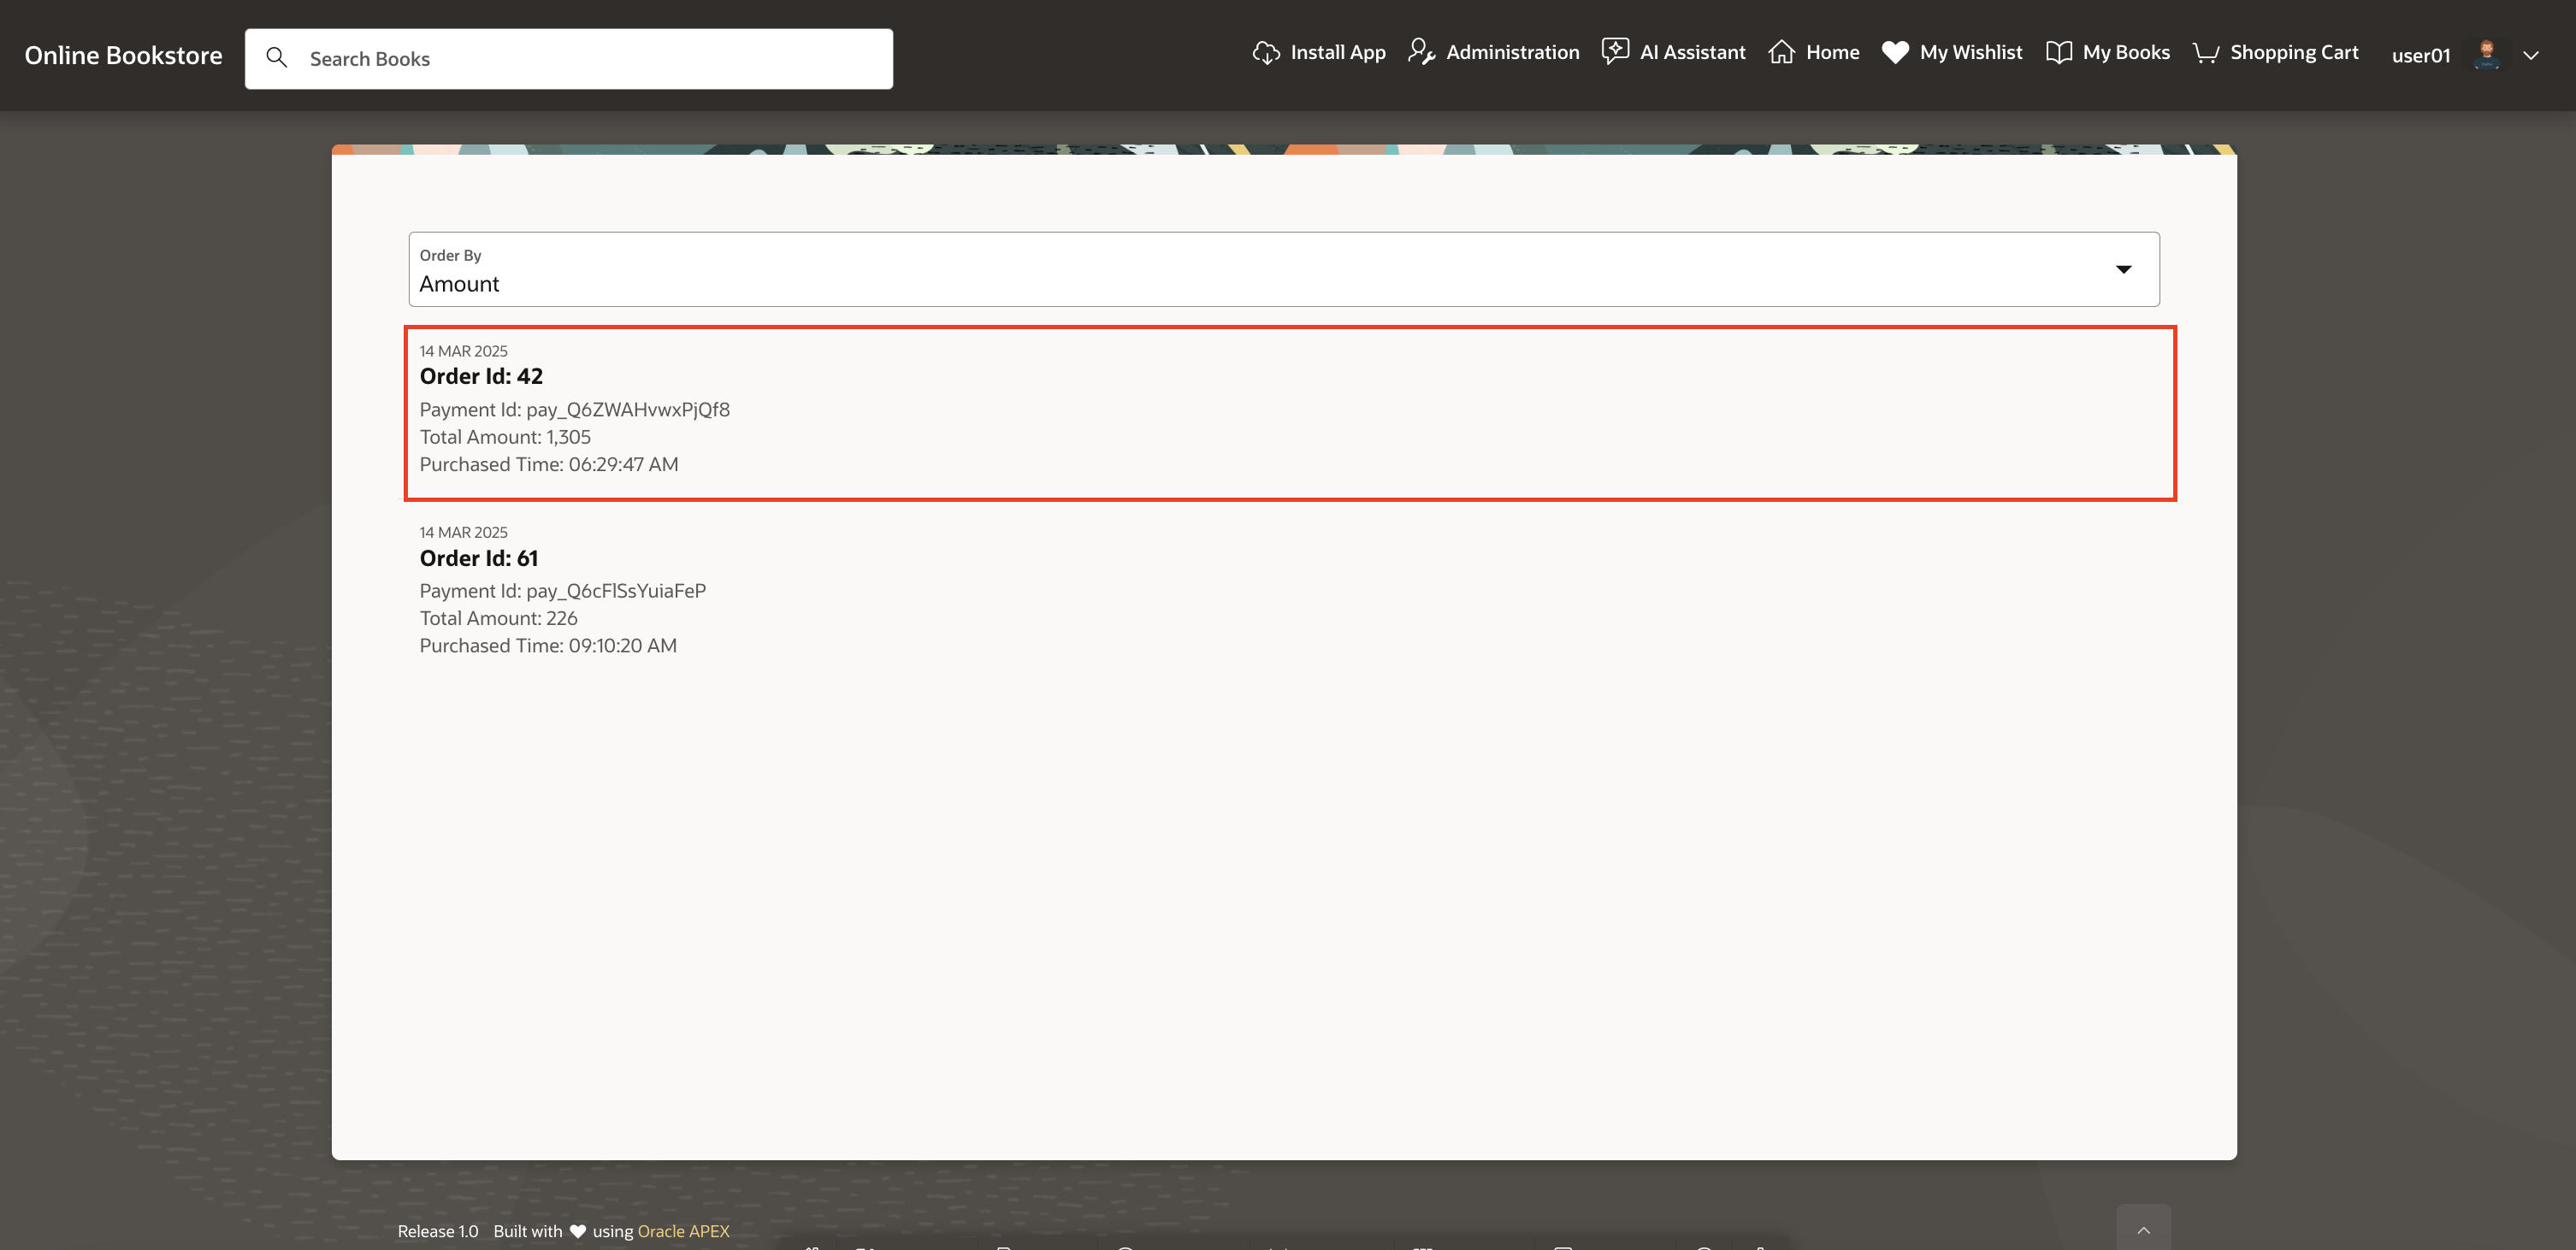 Online Bookstore
Search Books
Install App
Administration
AI Assistant
Home
My Wishlist
My Books
Shopping Cart
user01
Order By
Amount
14 MAR 2025
Order Id: 42
Payment Id: pay_Q6ZWAHvwxPjQf8
Total Amount: 1,305
Purchased Time: 06:29:47 AM
14 MAR 2025
Order Id: 61
Payment Id: pay_Q6cFlSsYuiaFeP
Total Amount: 226
Purchased Time: 09:10:20 AM
Release 1.0 Built with ♥ using Oracle APEX